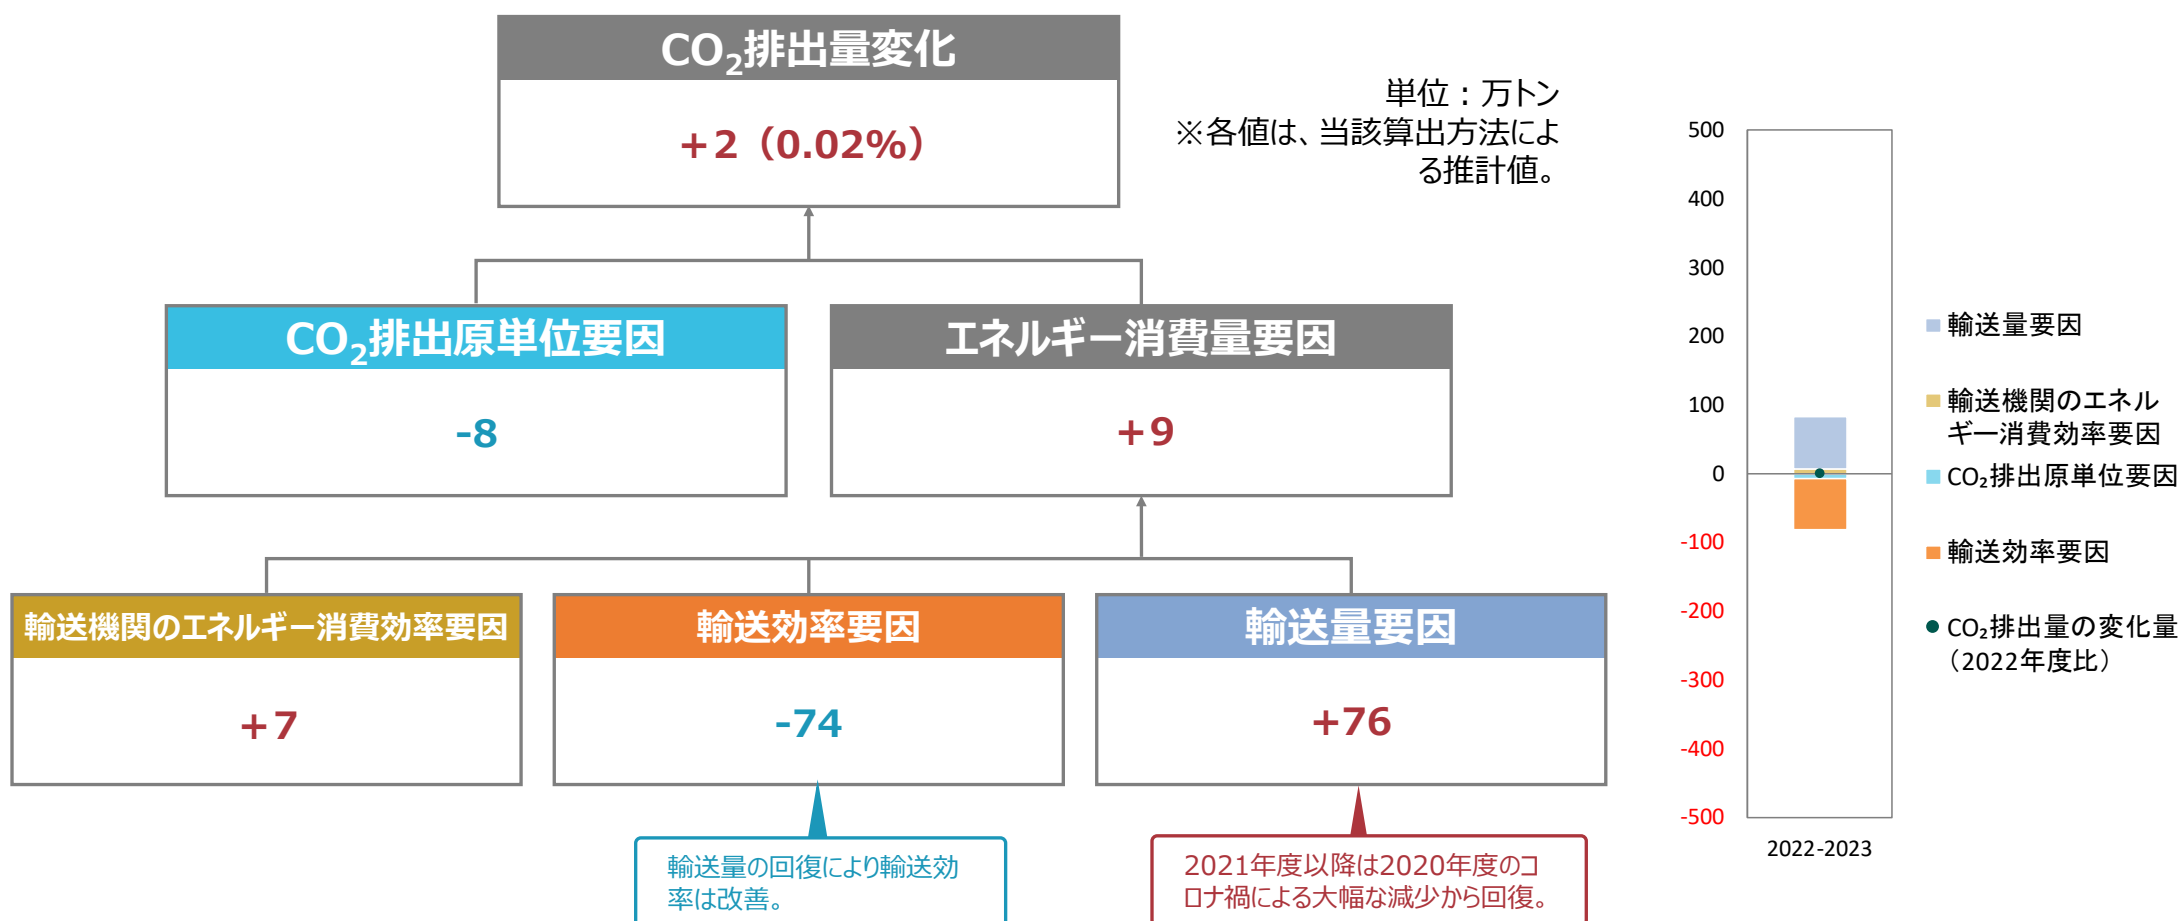 CO₂排出量変化
+2（0.02%）
単位：万トン
※各値は、当該算出方法によ
る推計値。
CO₂排出原単位要因
-8
エネルギー消費量要因
+9
輸送機関のエネルギー消費効率要因
+7
輸送効率要因
-74
輸送量要因
+76
輸送量の回復により輸送効
率は改善。
2021年度以降は2020年度のコ
ロナ禍による大幅な減少から回復。
500
400
300
200
100
0
-100
-200
-300
-400
-500
2022-2023
輸送量要因
輸送機関のエネル
ギー消費効率要因
CO₂排出原単位要因
輸送効率要因
CO₂排出量の変化量
（2022年度比）